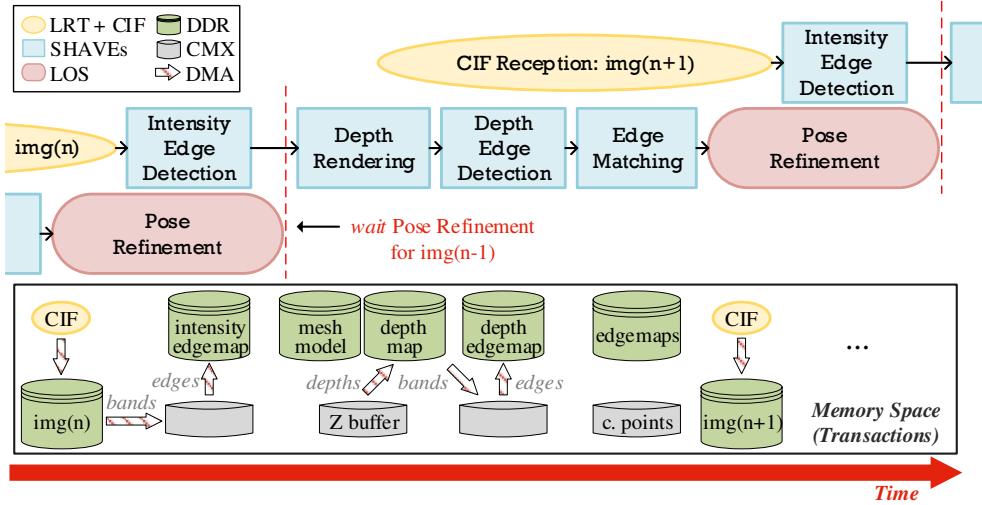 LRT + CIF
DDR
SHAVEs
CMX
LOS
DMA
CIF Reception: img(n+1)
Intensity
Edge
Detection
img(n)
Intensity
Edge
Detection
Depth
Rendering
Depth
Edge
Detection
Edge
Matching
Pose
Refinement
Pose
Refinement
wait Pose Refinement
for img(n-1)
CIF
intensity
edgemap
mesh
model
depth
map
depth
edgemap
edgemaps
CIF
...
edges
depths
bands
edges
bands
img(n)
Z buffer
c. points
img(n+1)
Memory Space
(Transactions)
Time